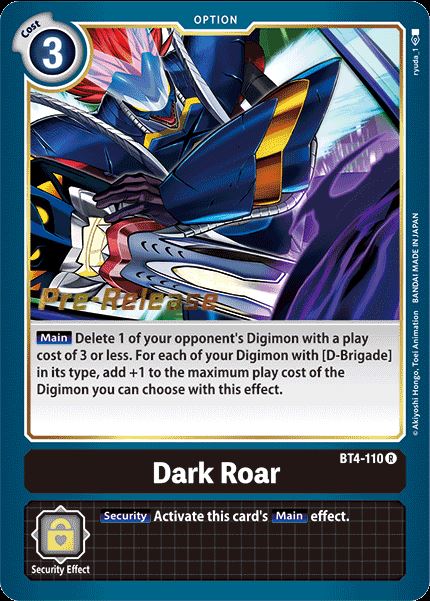 OPTION
Cost
3
ryuda_1
Pre-Release
Main Delete 1 of your opponent's Digimon with a play
cost of 3 or less. For each of your Digimon with [D-Brigade]
in its type, add +1 to the maximum play cost of the
Digimon you can choose with this effect.
©Akiyoshi Hongo, Toei Animation BANDAI MADE IN JAPAN
BT4-110 R
Dark Roar
Security Activate this card's Main effect.
Security Effect